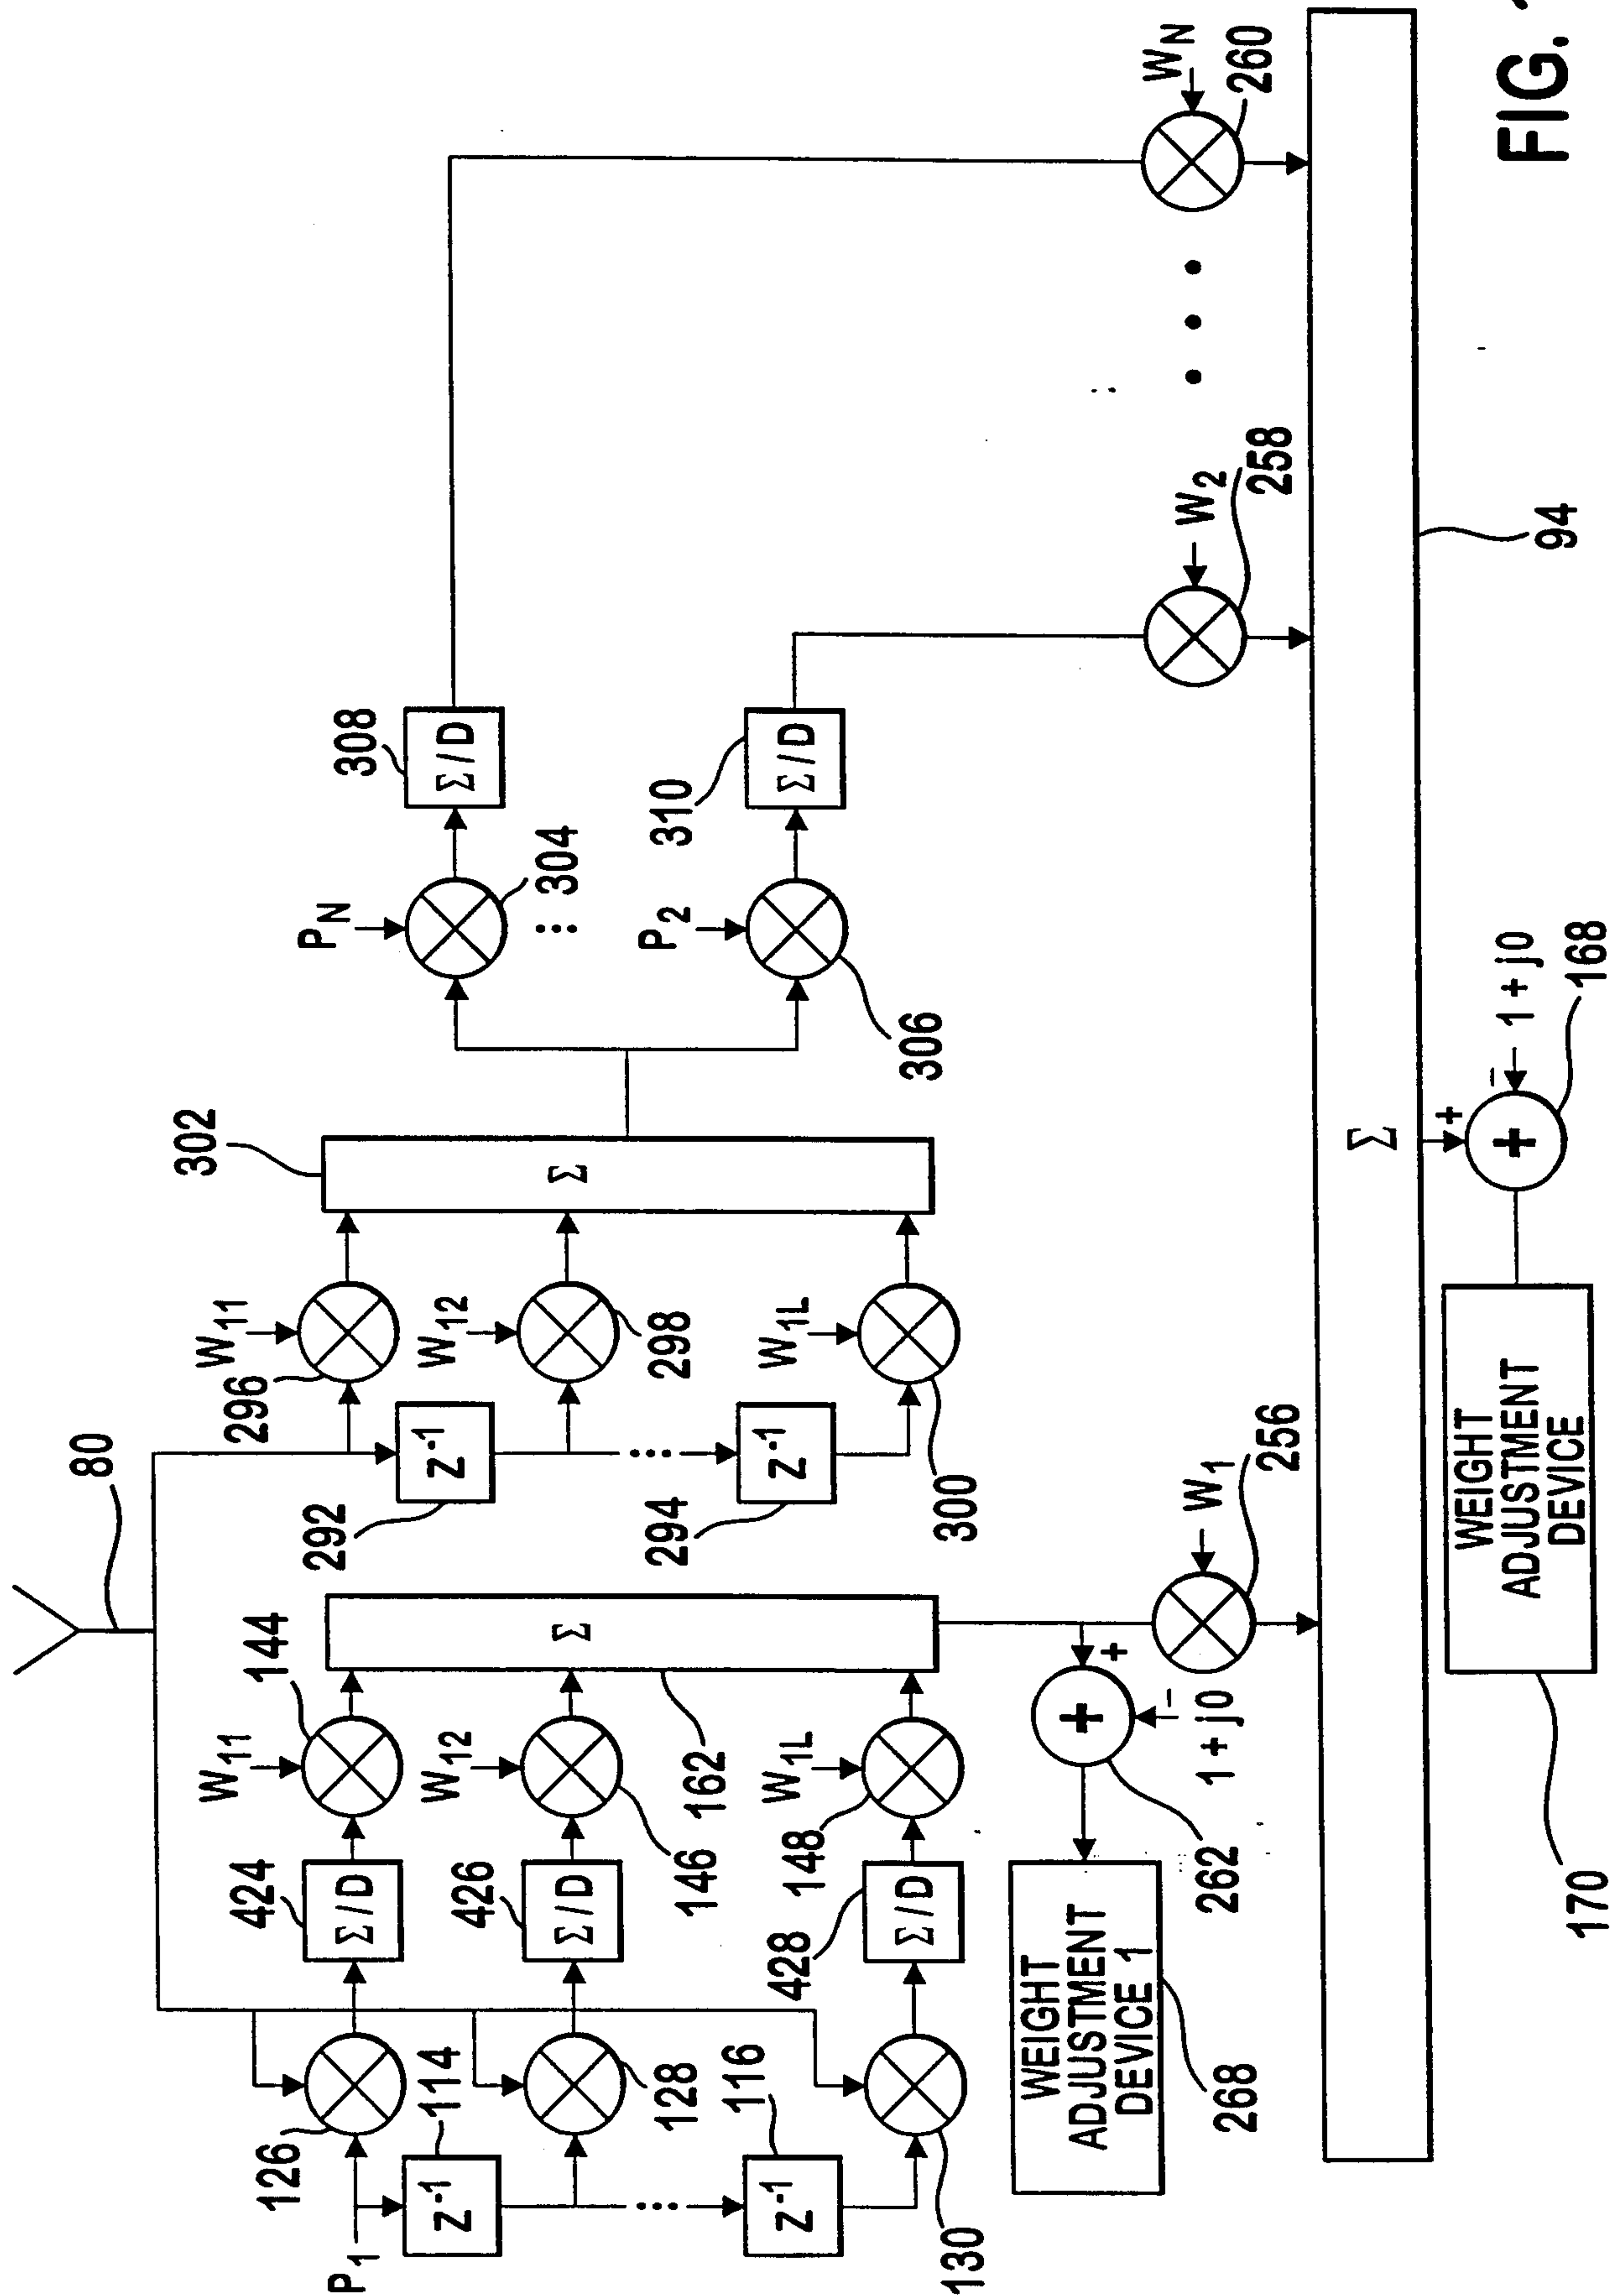 80
P1
126
Z-1
114
128
Z-1
116
130
424
Σ/D
426
Σ/D
428
Σ/D
W11
144
W12
146
W1L
148
Σ
162
292
Z-1
294
Z-1
W11
296
W12
298
W1L
300
302
Σ
PN
304
⋮
P2
306
308
Σ/D
310
Σ/D
WEIGHT
ADJUSTMENT
DEVICE 1
268
+
+
−
1 + j0
262
W1
256
W2
258
• • •
WN
260
Σ
94
+
+
−
1 + j0
168
WEIGHT
ADJUSTMENT
DEVICE
170
FIG.